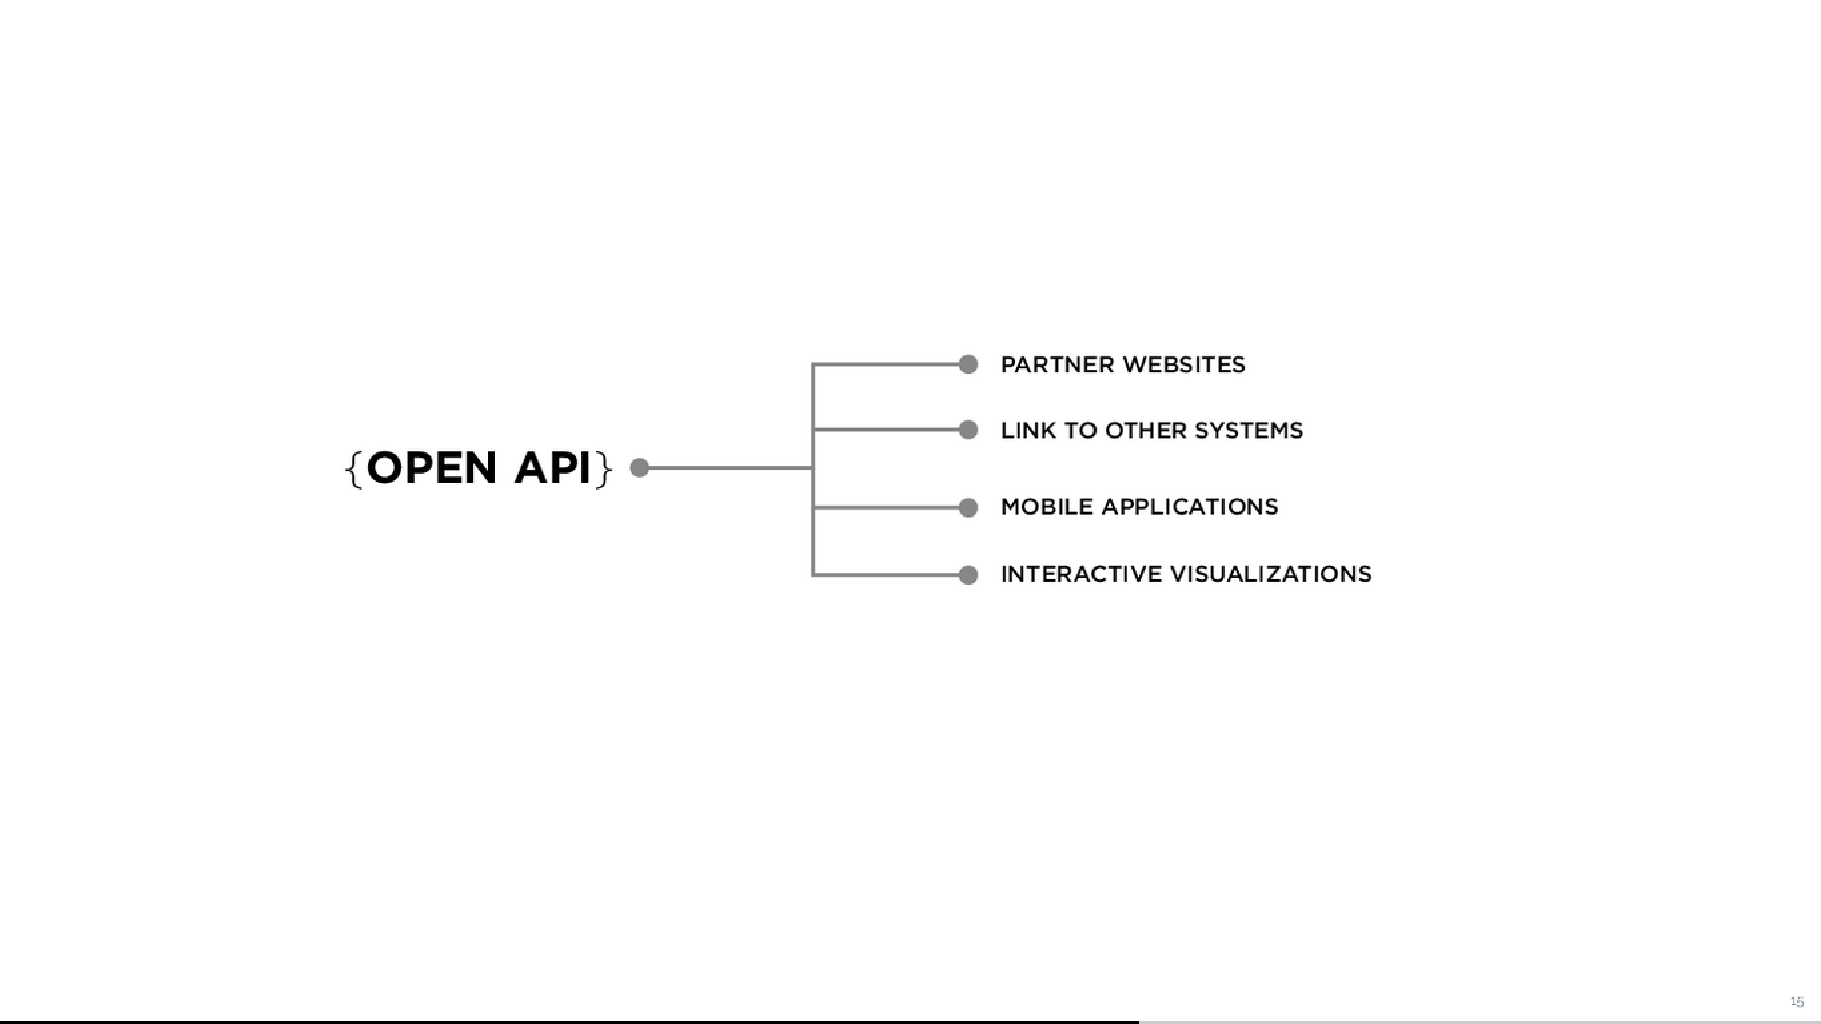 {OPEN API}
PARTNER WEBSITES
LINK TO OTHER SYSTEMS
MOBILE APPLICATIONS
INTERACTIVE VISUALIZATIONS
15